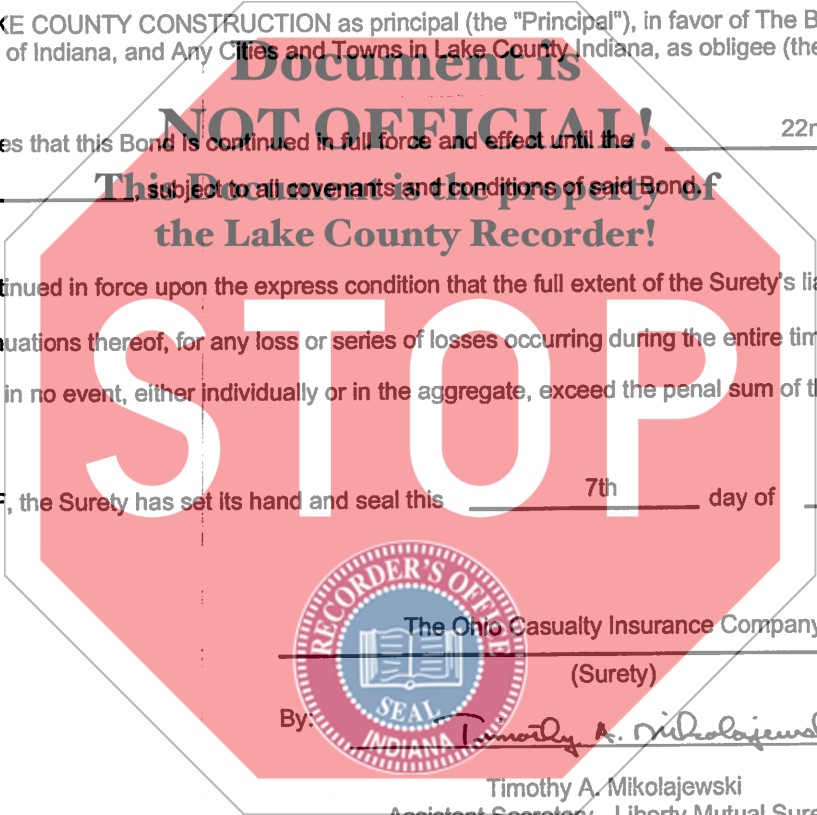 KE COUNTY CONSTRUCTION as principal (the "Principal"), in favor of The B
of Indiana, and Any Cities and Towns in Lake County Indiana, as obligee (the
Document is
NOT OFFICIAL!
es that this Bond is continued in full force and effect until the 22n
This Document is the property of
, subject to all covenants and conditions of said Bond.
the Lake County Recorder!
tinued in force upon the express condition that the full extent of the Surety's lia
uations thereof, for any loss or series of losses occurring during the entire tim
STOP
in no event, either individually or in the aggregate, exceed the penal sum of th
F, the Surety has set its hand and seal this 7th day of
RECORDER'S OFFICE
SEAL
INDIANA
The Ohio Casualty Insurance Company
(Surety)
By: Timothy A. Mikolajewsk
Timothy A. Mikolajewski
Assistant Secretary Liberty Mutual Sure